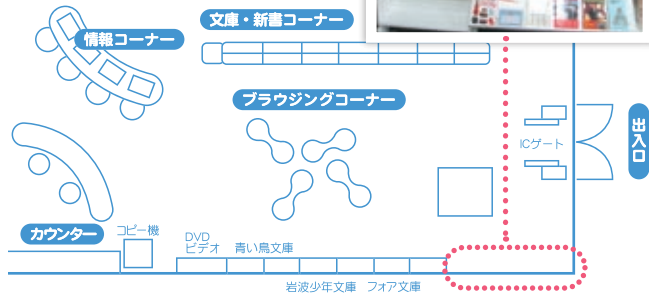 文庫・新書コーナー
情報コーナー
ブラウジングコーナー
ICゲート
出入口
カウンター
コピー機
DVD
ビデオ
青い鳥文庫
岩波少年文庫
フォア文庫